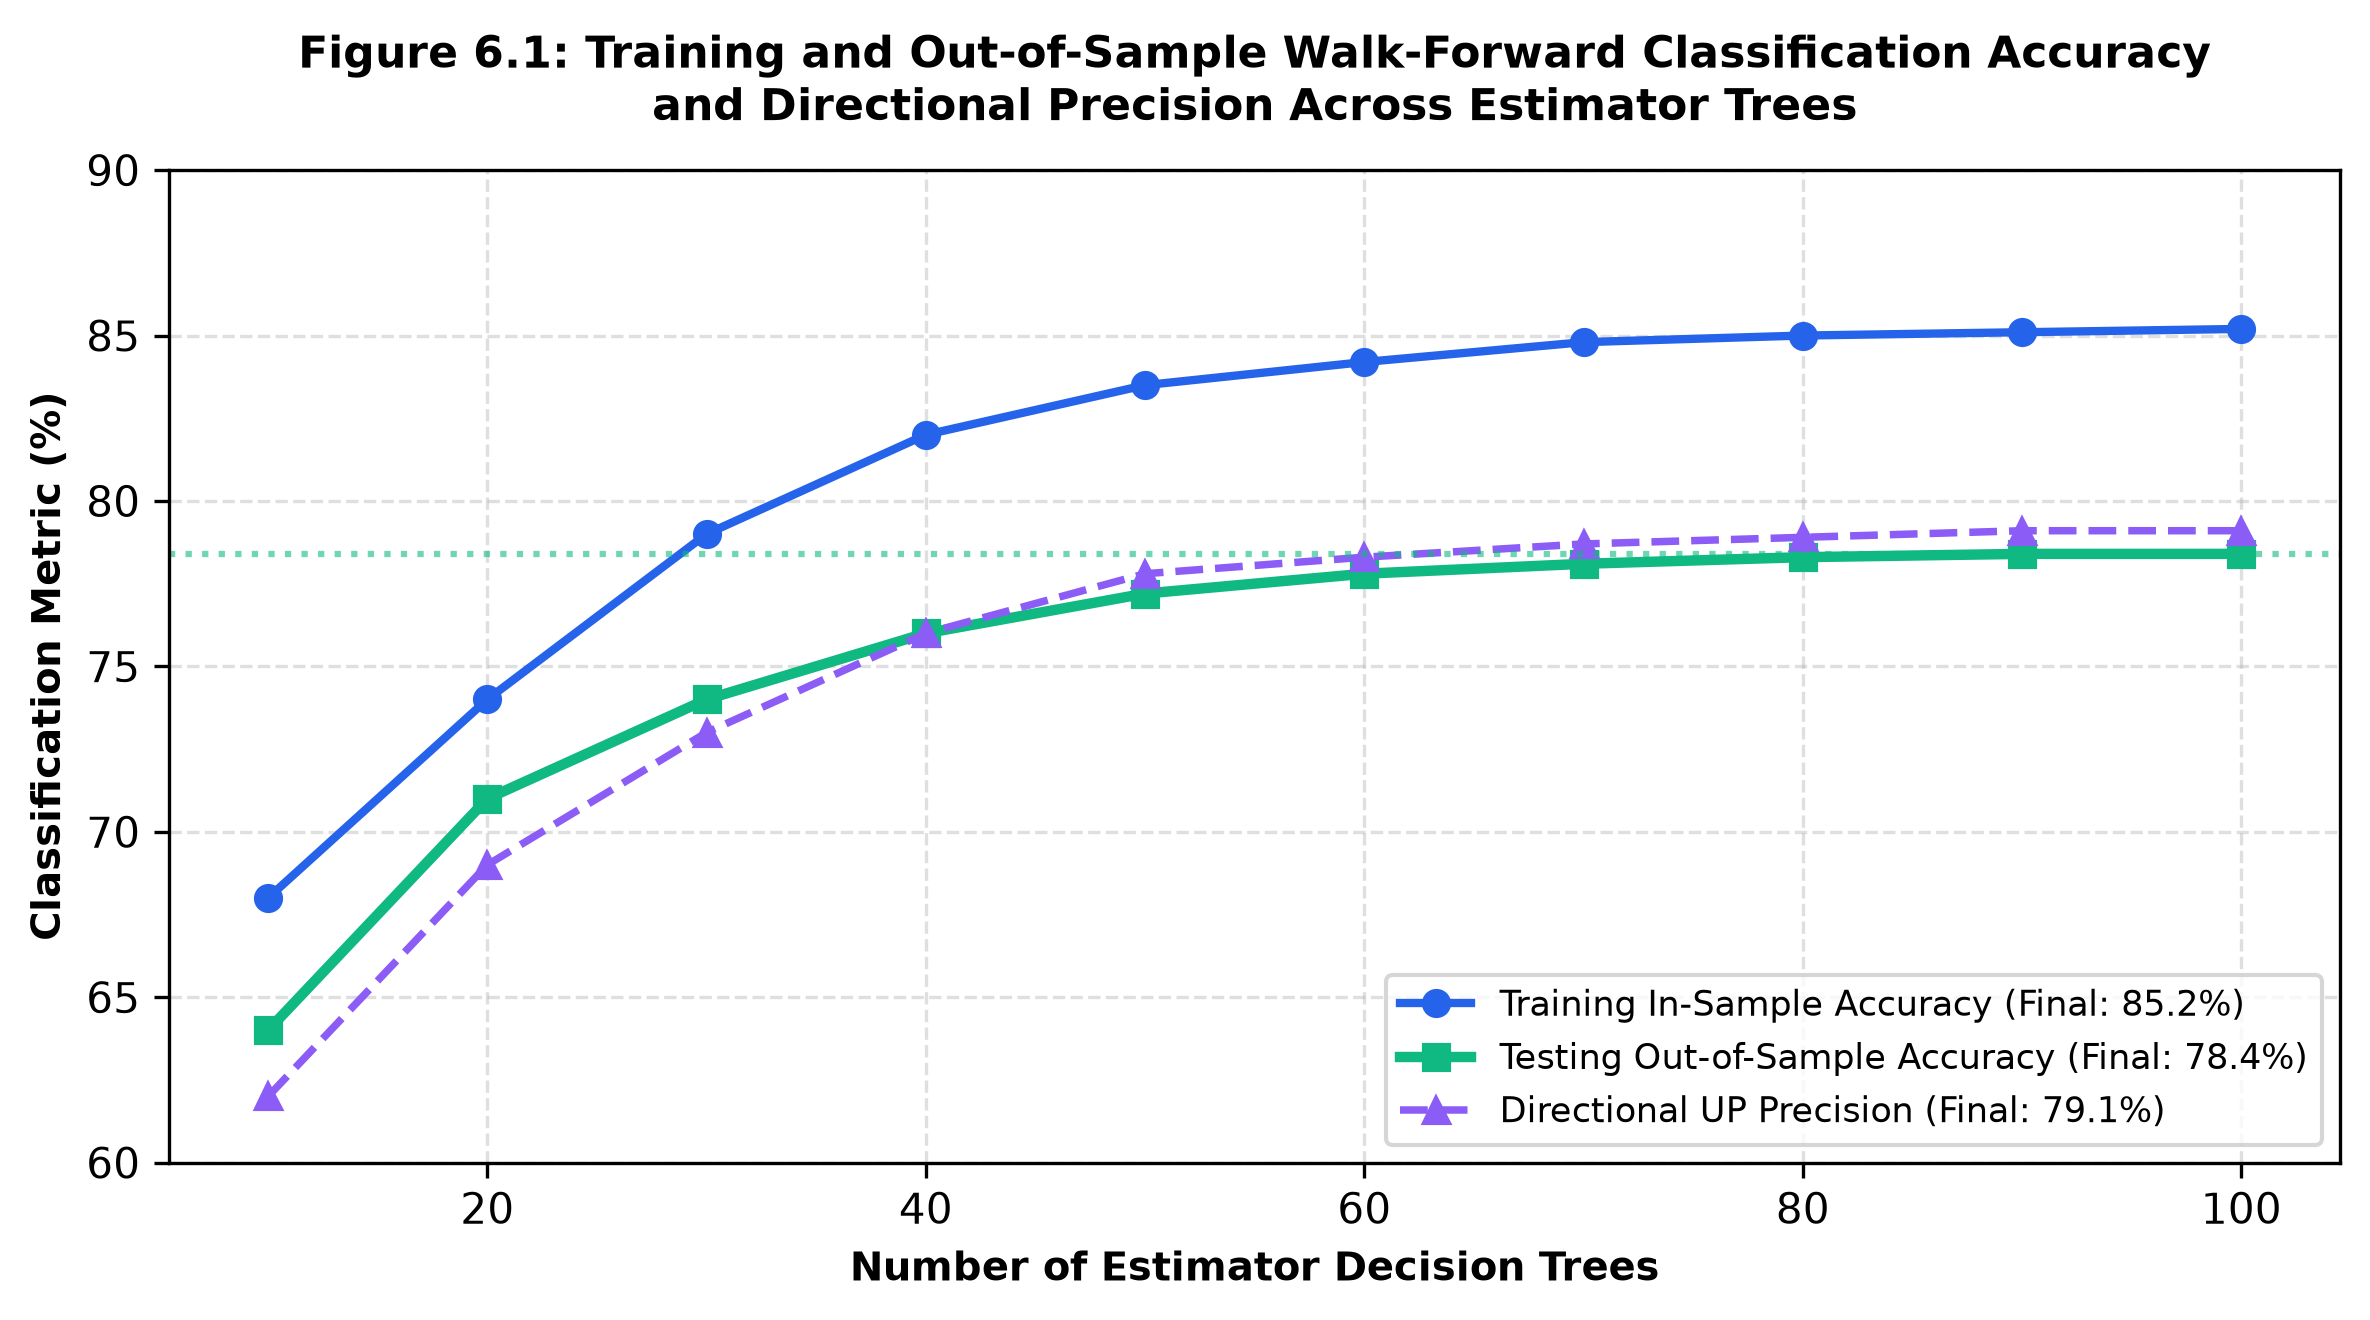 Figure 6.1: Training and Out-of-Sample Walk-Forward Classification Accuracy
and Directional Precision Across Estimator Trees
Classification Metric (%)
90
85
80
75
70
65
60
Training In-Sample Accuracy (Final: 85.2%)
Testing Out-of-Sample Accuracy (Final: 78.4%)
Directional UP Precision (Final: 79.1%)
20 40 60 80 100
Number of Estimator Decision Trees